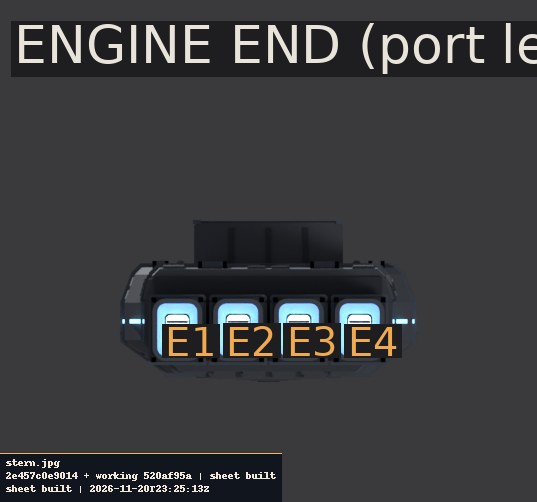 ENGINE END (port le
E1 E2 E3 E4
stern.jpg
2e457c0e9014 + working 520af95a | sheet built
sheet built | 2026-11-20T23:25:13Z